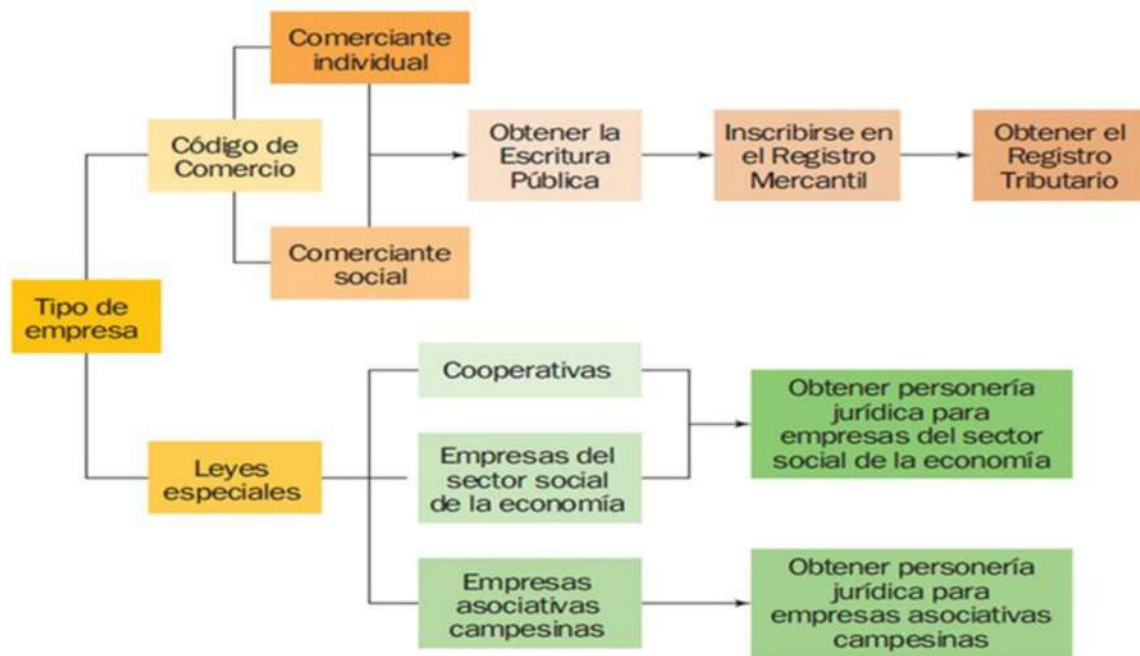 Comerciante
individual
Código de
Comercio
Obtener la
Escritura
Pública
Inscribirse en
el Registro
Mercantil
Obtener el
Registro
Tributario
Comerciante
social
Tipo de
empresa
Cooperativas
Obtener personería
jurídica para
empresas del sector
social de la economía
Leyes
especiales
Empresas del
sector social
de la economía
Empresas
asociativas
campesinas
Obtener personería
jurídica para
empresas asociativas
campesinas